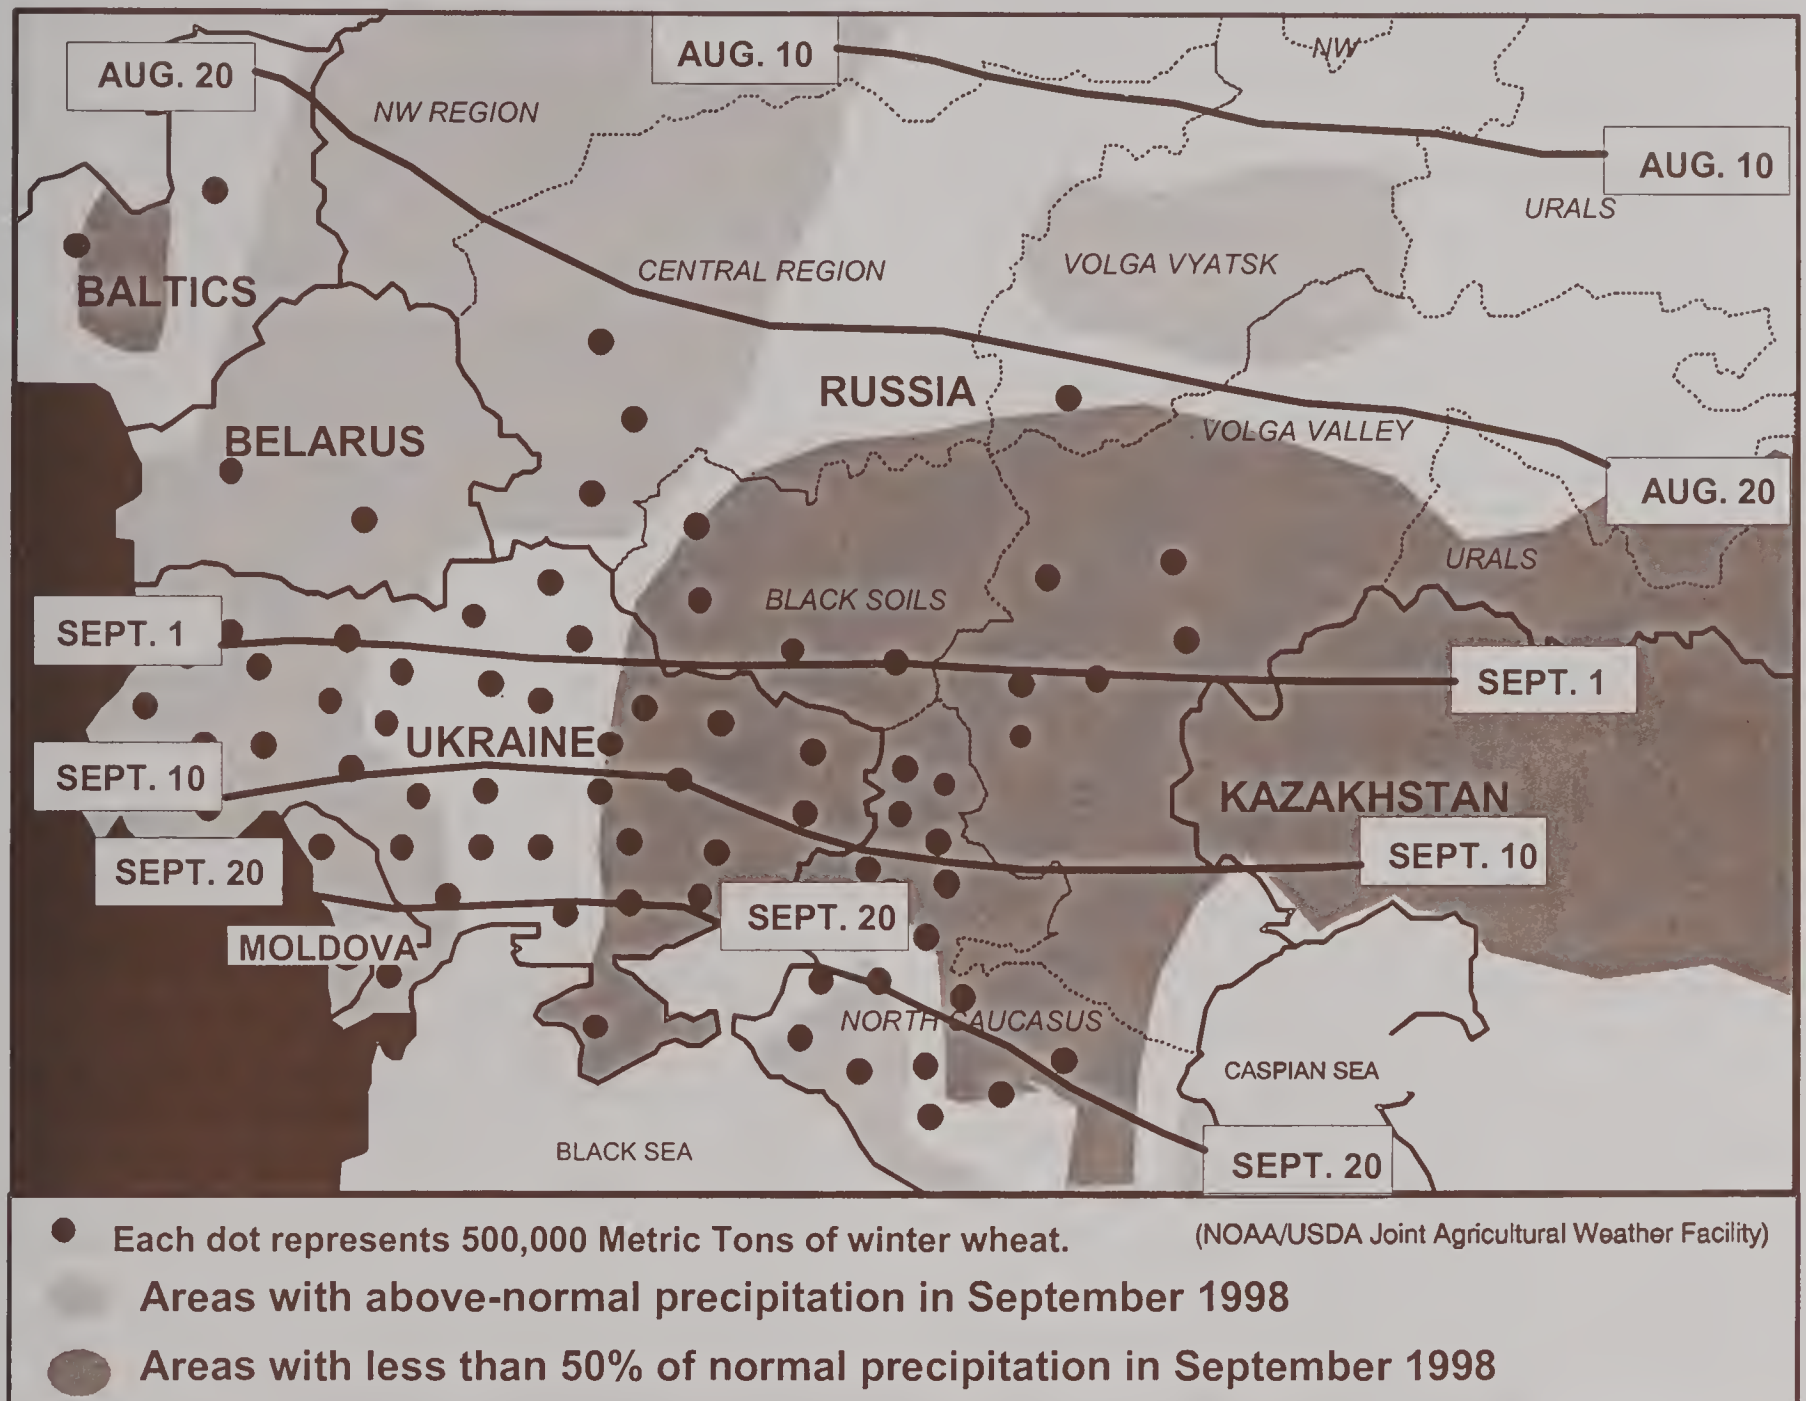 AUG. 20
AUG. 10
NW
NW REGION
AUG. 10
URALS
CENTRAL REGION
VOLGA VYATSK
BALTICS
RUSSIA
VOLGA VALLEY
BELARUS
AUG. 20
URALS
BLACK SOILS
SEPT. 1
SEPT. 1
UKRAINE
SEPT. 10
KAZAKHSTAN
SEPT. 10
SEPT. 20
SEPT. 20
MOLDOVA
NORTH CAUCASUS
CASPIAN SEA
BLACK SEA
SEPT. 20
Each dot represents 500,000 Metric Tons of winter wheat.
(NOAA/USDA Joint Agricultural Weather Facility)
Areas with above-normal precipitation in September 1998
Areas with less than 50% of normal precipitation in September 1998